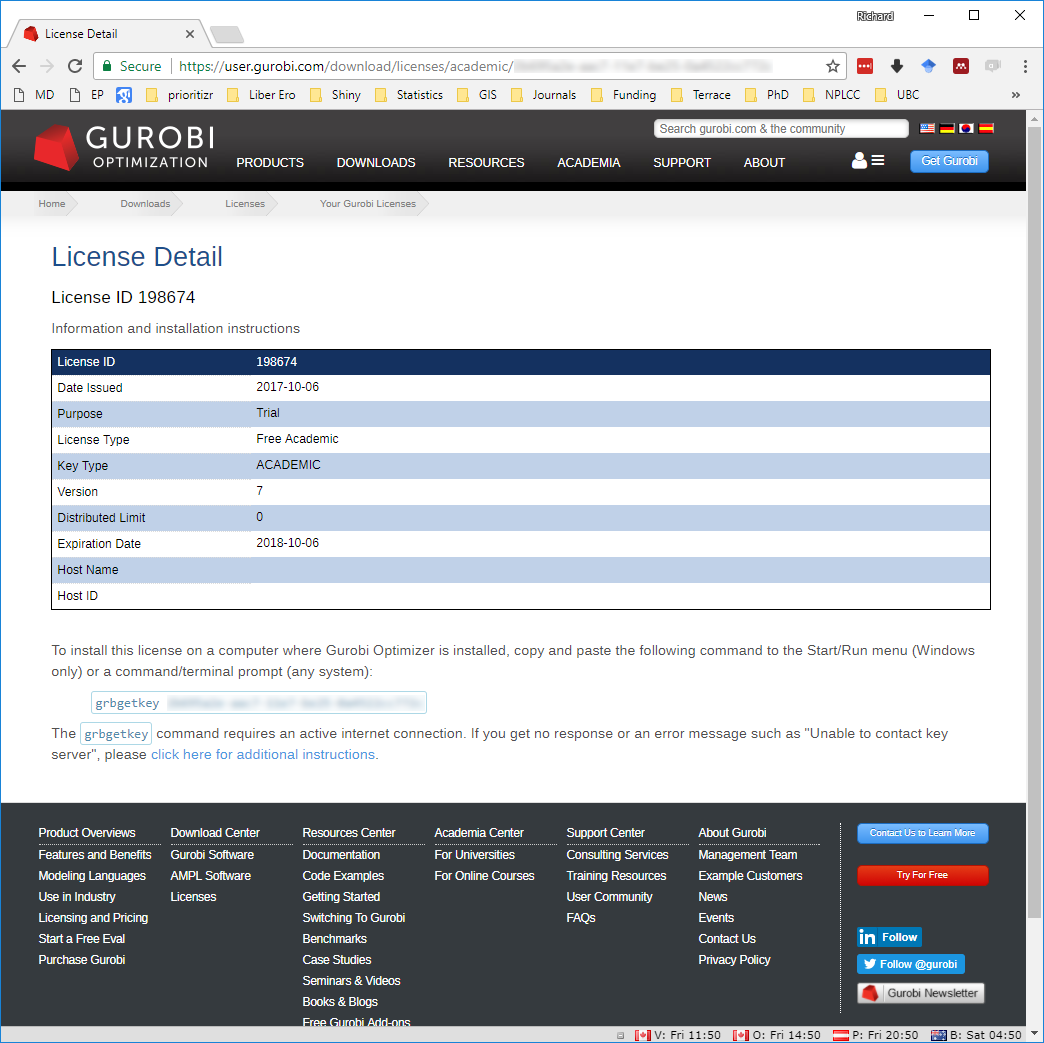 Richard
License Detail
Secure https://user.gurobi.com/download/licenses/academic/
MD EP prioritizr Liber Ero Shiny Statistics GIS Journals Funding Terrace PhD NPLCC UBC »
GUROBI
OPTIMIZATION
Search gurobi.com & the community
PRODUCTS DOWNLOADS RESOURCES ACADEMIA SUPPORT ABOUT
Get Gurobi
Home Downloads Licenses Your Gurobi Licenses
License Detail
License ID 198674
Information and installation instructions
License ID 198674
Date Issued 2017-10-06
Purpose Trial
License Type Free Academic
Key Type ACADEMIC
Version 7
Distributed Limit 0
Expiration Date 2018-10-06
Host Name
Host ID
To install this license on a computer where Gurobi Optimizer is installed, copy and paste the following command to the Start/Run menu (Windows
only) or a command/terminal prompt (any system):
grbgetkey
The grbgetkey command requires an active internet connection. If you get no response or an error message such as "Unable to contact key
server", please click here for additional instructions.
Product Overviews Download Center Resources Center Academia Center Support Center About Gurobi Contact Us to Learn More
Features and Benefits Gurobi Software Documentation For Universities Consulting Services Management Team
Modeling Languages AMPL Software Code Examples For Online Courses Training Resources Example Customers Try For Free
Use in Industry Licenses Getting Started User Community News
Licensing and Pricing Switching To Gurobi FAQs Events
Start a Free Eval Benchmarks Contact Us in Follow
Purchase Gurobi Case Studies Privacy Policy Follow @gurobi
Seminars & Videos
Books & Blogs Gurobi Newsletter
Free Gurobi Add-ons
V: Fri 11:50 O: Fri 14:50 P: Fri 20:50 B: Sat 04:50